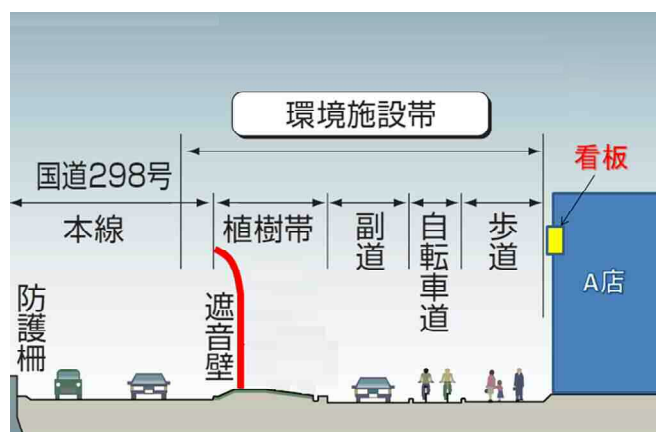 環境施設帯
看板
国道298号
本線
植樹帯
副道
自転車道
歩道
A店
防護柵
遮音壁